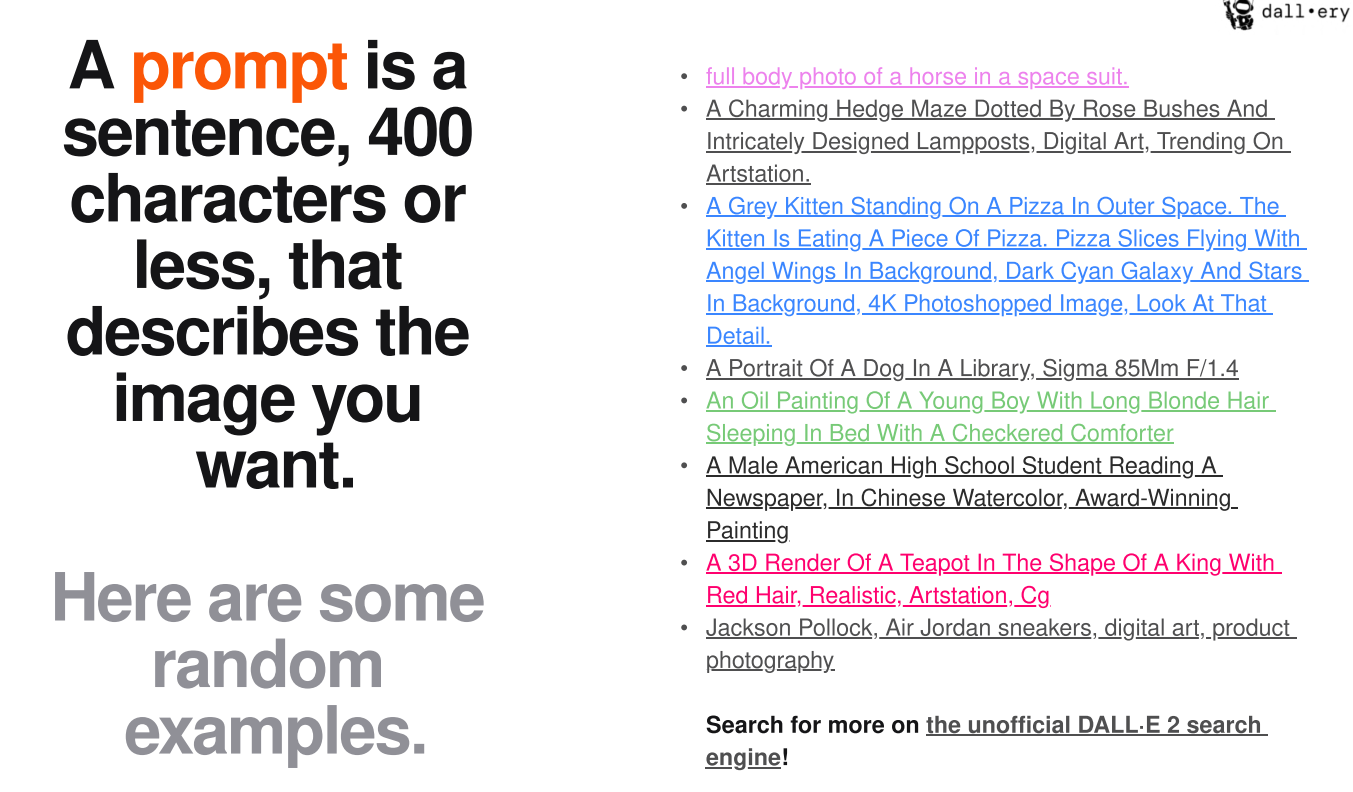 dall•ery
A prompt is a
sentence, 400
characters or
less, that
describes the
image you
want.
Here are some
random
examples.
• full body photo of a horse in a space suit.
• A Charming Hedge Maze Dotted By Rose Bushes And
Intricately Designed Lampposts, Digital Art, Trending On
Artstation.
• A Grey Kitten Standing On A Pizza In Outer Space. The
Kitten Is Eating A Piece Of Pizza. Pizza Slices Flying With
Angel Wings In Background, Dark Cyan Galaxy And Stars
In Background, 4K Photoshopped Image, Look At That
Detail.
• A Portrait Of A Dog In A Library, Sigma 85Mm F/1.4
• An Oil Painting Of A Young Boy With Long Blonde Hair
Sleeping In Bed With A Checkered Comforter
• A Male American High School Student Reading A
Newspaper, In Chinese Watercolor, Award-Winning
Painting
• A 3D Render Of A Teapot In The Shape Of A King With
Red Hair, Realistic, Artstation, Cg
• Jackson Pollock, Air Jordan sneakers, digital art, product
photography
Search for more on the unofficial DALL·E 2 search
engine!